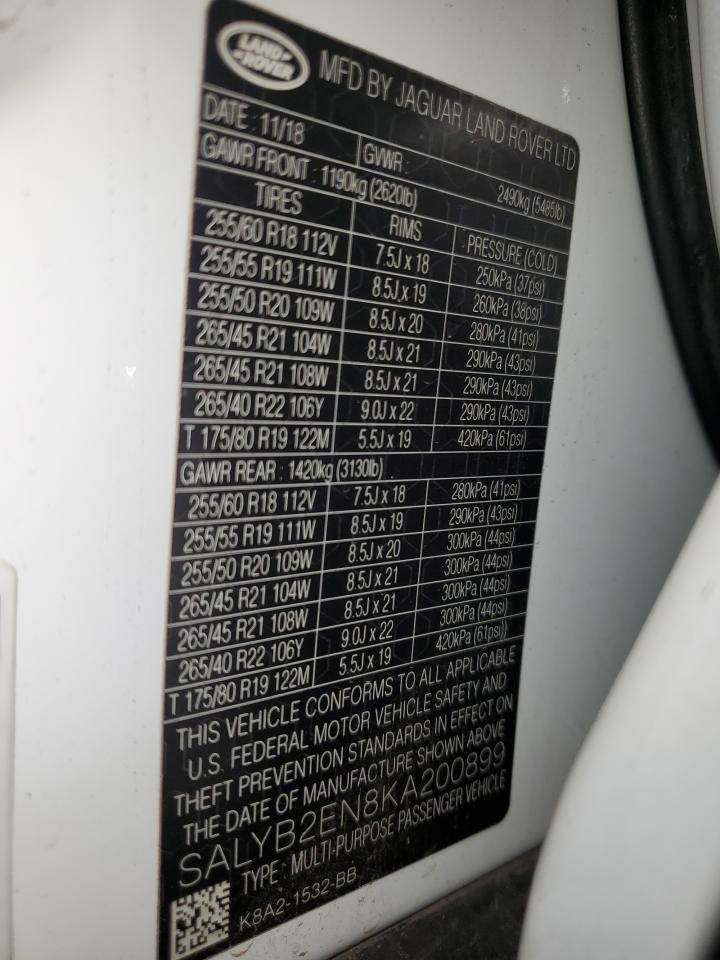 LAND ROVER
MFD BY JAGUAR LAND ROVER LTD
DATE : 11/18 GVWR : 2490kg (5485lb)
GAWR FRONT : 1190kg (2620lb)
TIRES RIMS PRESSURE (COLD)
255/60 R18 112V 7.5J x 18 250kPa (37psi)
255/55 R19 111W 8.5J x 19 260kPa (38psi)
255/50 R20 109W 8.5J x 20 280kPa (41psi)
265/45 R21 104W 8.5J x 21 290kPa (43psi)
265/45 R21 108W 8.5J x 21 290kPa (43psi)
265/40 R22 106Y 9.0J x 22 290kPa (43psi)
T 175/80 R19 122M 5.5J x 19 420kPa (61psi)
GAWR REAR : 1420kg (3130lb)
255/60 R18 112V 7.5J x 18 280kPa (41psi)
255/55 R19 111W 8.5J x 19 290kPa (43psi)
255/50 R20 109W 8.5J x 20 300kPa (44psi)
265/45 R21 104W 8.5J x 21 300kPa (44psi)
265/45 R21 108W 8.5J x 21 300kPa (44psi)
265/40 R22 106Y 9.0J x 22 300kPa (44psi)
T 175/80 R19 122M 5.5J x 19 420kPa (61psi))
THIS VEHICLE CONFORMS TO ALL APPLICABLE
U.S. FEDERAL MOTOR VEHICLE SAFETY AND
THEFT PREVENTION STANDARDS IN EFFECT ON
THE DATE OF MANUFACTURE SHOWN ABOVE
SALYB2EN8KA200899
TYPE : MULTI-PURPOSE PASSENGER VEHICLE
K8A2-1532-BB